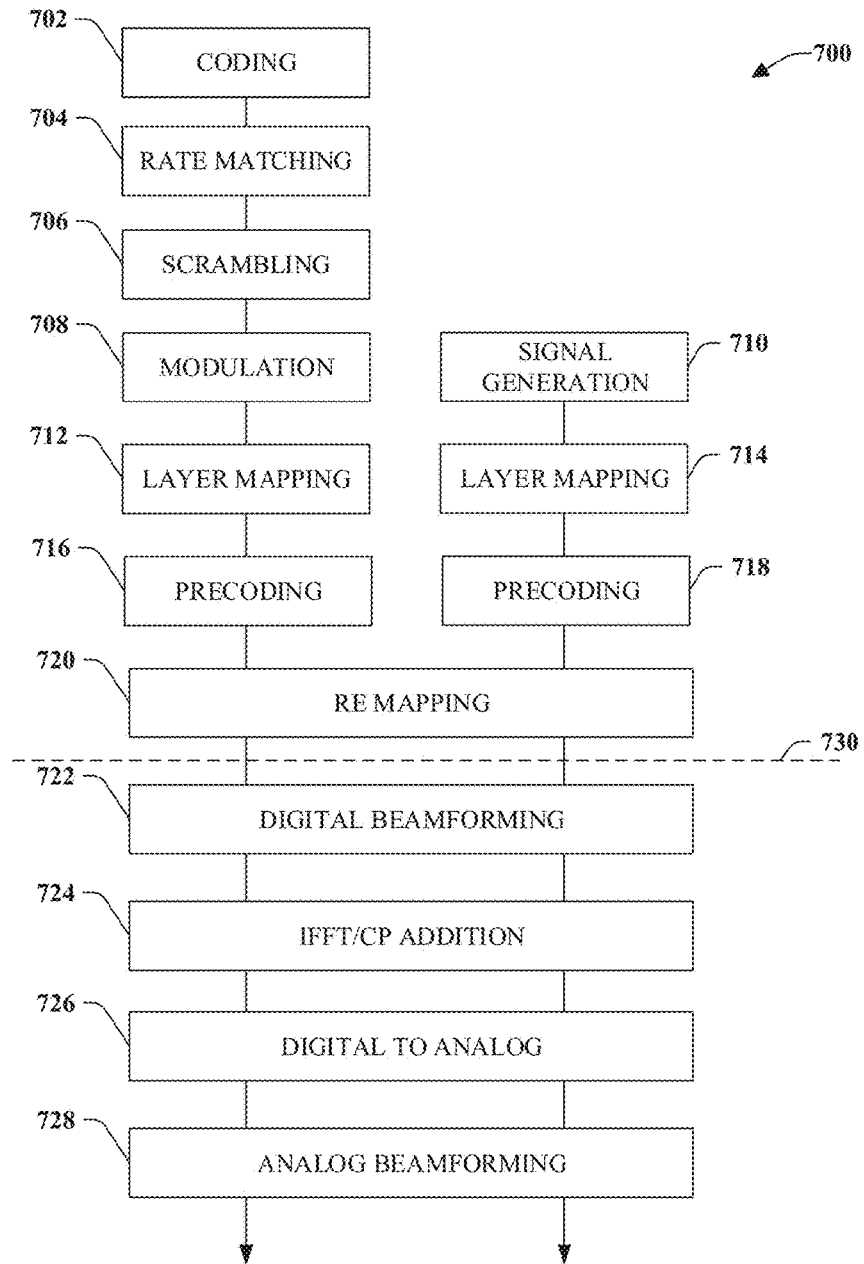 702
CODING
700
704
RATE MATCHING
706
SCRAMBLING
708
MODULATION
SIGNAL
GENERATION
710
712
LAYER MAPPING
LAYER MAPPING
714
716
PRECODING
PRECODING
718
720
RE MAPPING
730
722
DIGITAL BEAMFORMING
724
IFFT/CP ADDITION
726
DIGITAL TO ANALOG
728
ANALOG BEAMFORMING